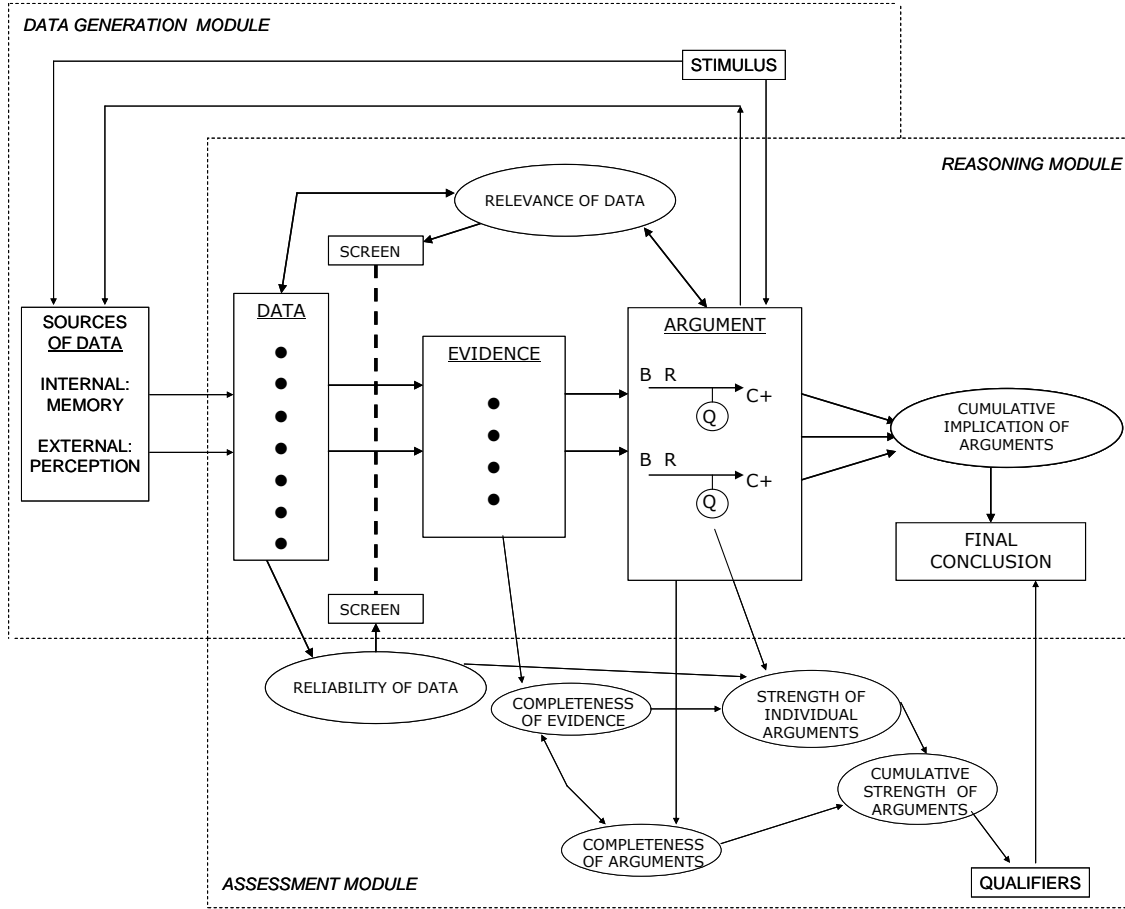 DATA GENERATION MODULE
STIMULUS
REASONING MODULE
RELEVANCE OF DATA
SCREEN
SOURCES
OF DATA
INTERNAL:
MEMORY
EXTERNAL:
PERCEPTION
DATA
EVIDENCE
ARGUMENT
B R
C+
Q
B R
C+
Q
CUMULATIVE
IMPLICATION OF
ARGUMENTS
FINAL
CONCLUSION
SCREEN
RELIABILITY OF DATA
COMPLETENESS
OF EVIDENCE
STRENGTH OF
INDIVIDUAL
ARGUMENTS
CUMULATIVE
STRENGTH OF
ARGUMENTS
COMPLETENESS
OF ARGUMENTS
QUALIFIERS
ASSESSMENT MODULE